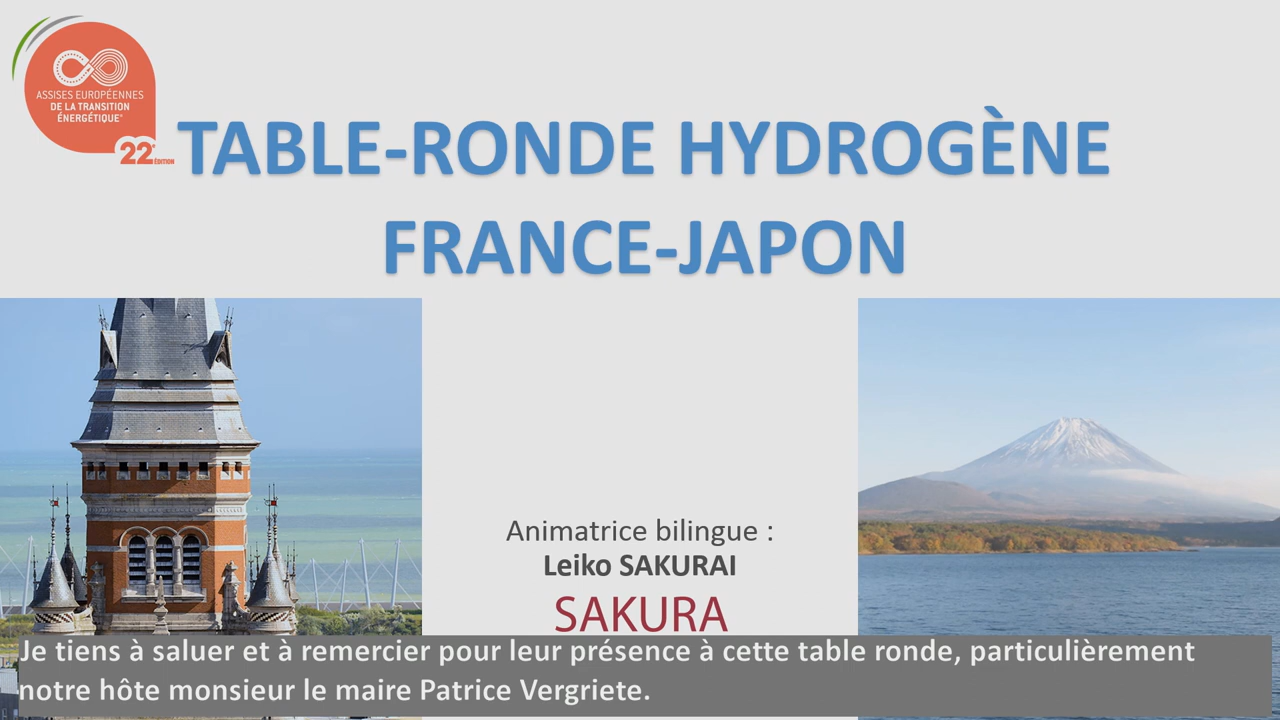 ASSISES EUROPÉENNES
DE LA TRANSITION
ÉNERGÉTIQUE®
22e ÉDITION
TABLE-RONDE HYDROGÈNE
FRANCE-JAPON
Animatrice bilingue :
Leiko SAKURAI
SAKURA
Je tiens à saluer et à remercier pour leur présence à cette table ronde, particulièrement
notre hôte monsieur le maire Patrice Vergriete.